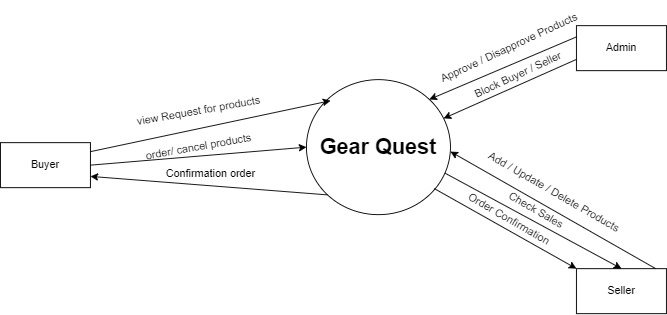 Approve / Disapprove Products
Admin
Block Buyer / Seller
view Request for products
Gear Quest
order/ cancel products
Buyer
Confirmation order
Add / Update / Delete Products
Check Sales
Order Confirmation
Seller